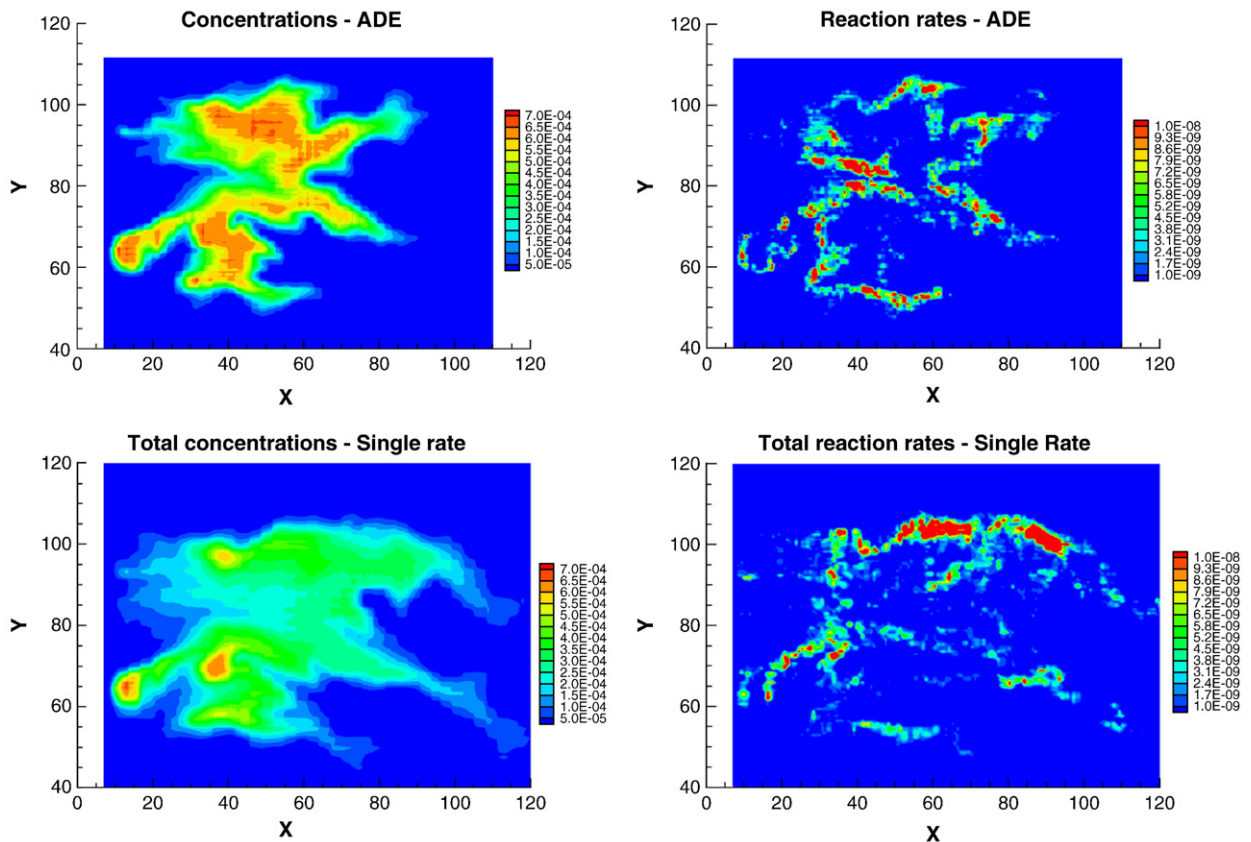 Concentrations - ADE
120
100
80
60
40
0 20 40 60 80 100 120
Y
X
7.0E-04
6.5E-04
6.0E-04
5.5E-04
5.0E-04
4.5E-04
4.0E-04
3.5E-04
3.0E-04
2.5E-04
2.0E-04
1.5E-04
1.0E-04
5.0E-05
Reaction rates - ADE
120
100
80
60
40
0 20 40 60 80 100 120
Y
X
1.0E-08
9.3E-09
8.6E-09
7.9E-09
7.2E-09
6.5E-09
5.8E-09
5.2E-09
4.5E-09
3.8E-09
3.1E-09
2.4E-09
1.7E-09
1.0E-09
Total concentrations - Single rate
120
100
80
60
40
0 20 40 60 80 100 120
Y
X
7.0E-04
6.5E-04
6.0E-04
5.5E-04
5.0E-04
4.5E-04
4.0E-04
3.5E-04
3.0E-04
2.5E-04
2.0E-04
1.5E-04
1.0E-04
5.0E-05
Total reaction rates - Single Rate
120
100
80
60
40
0 20 40 60 80 100 120
Y
X
1.0E-08
9.3E-09
8.6E-09
7.9E-09
7.2E-09
6.5E-09
5.8E-09
5.2E-09
4.5E-09
3.8E-09
3.1E-09
2.4E-09
1.7E-09
1.0E-09